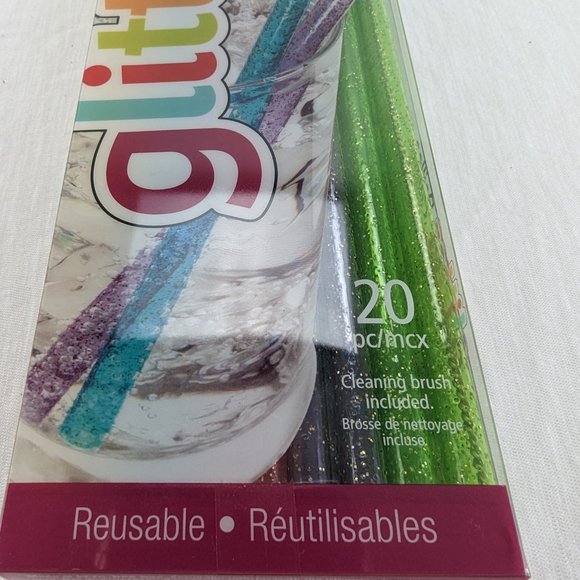 glitt
20
pc/mcx
Cleaning brush
included.
Brosse de nettoyage
incluse.
Reusable • Réutilisables